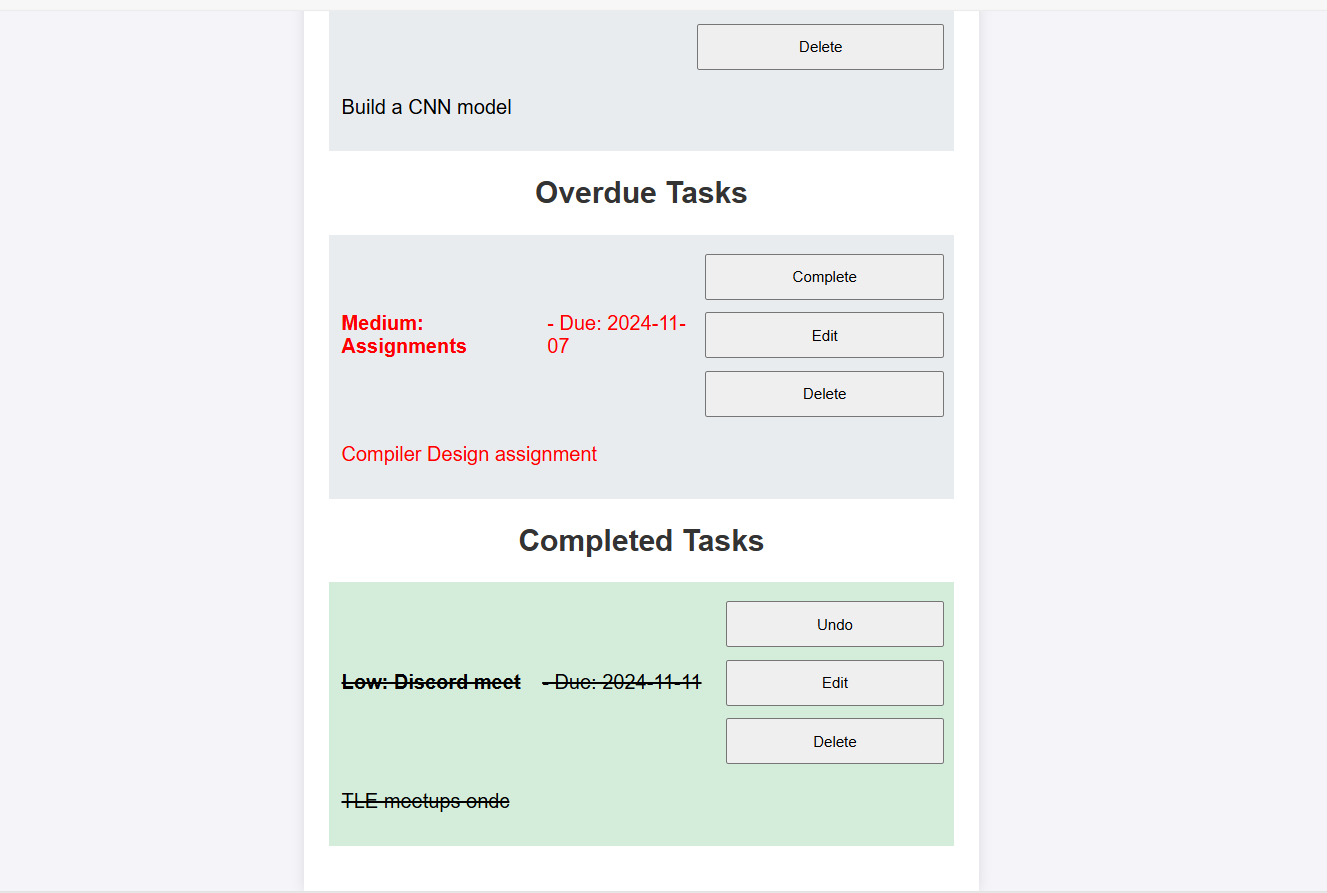 Delete
Build a CNN model
Overdue Tasks
Complete
Medium: Assignments
- Due: 2024-11-07
Edit
Delete
Compiler Design assignment
Completed Tasks
Undo
Low: Discord meet - Due: 2024-11-11
Edit
Delete
TLE meetups onde